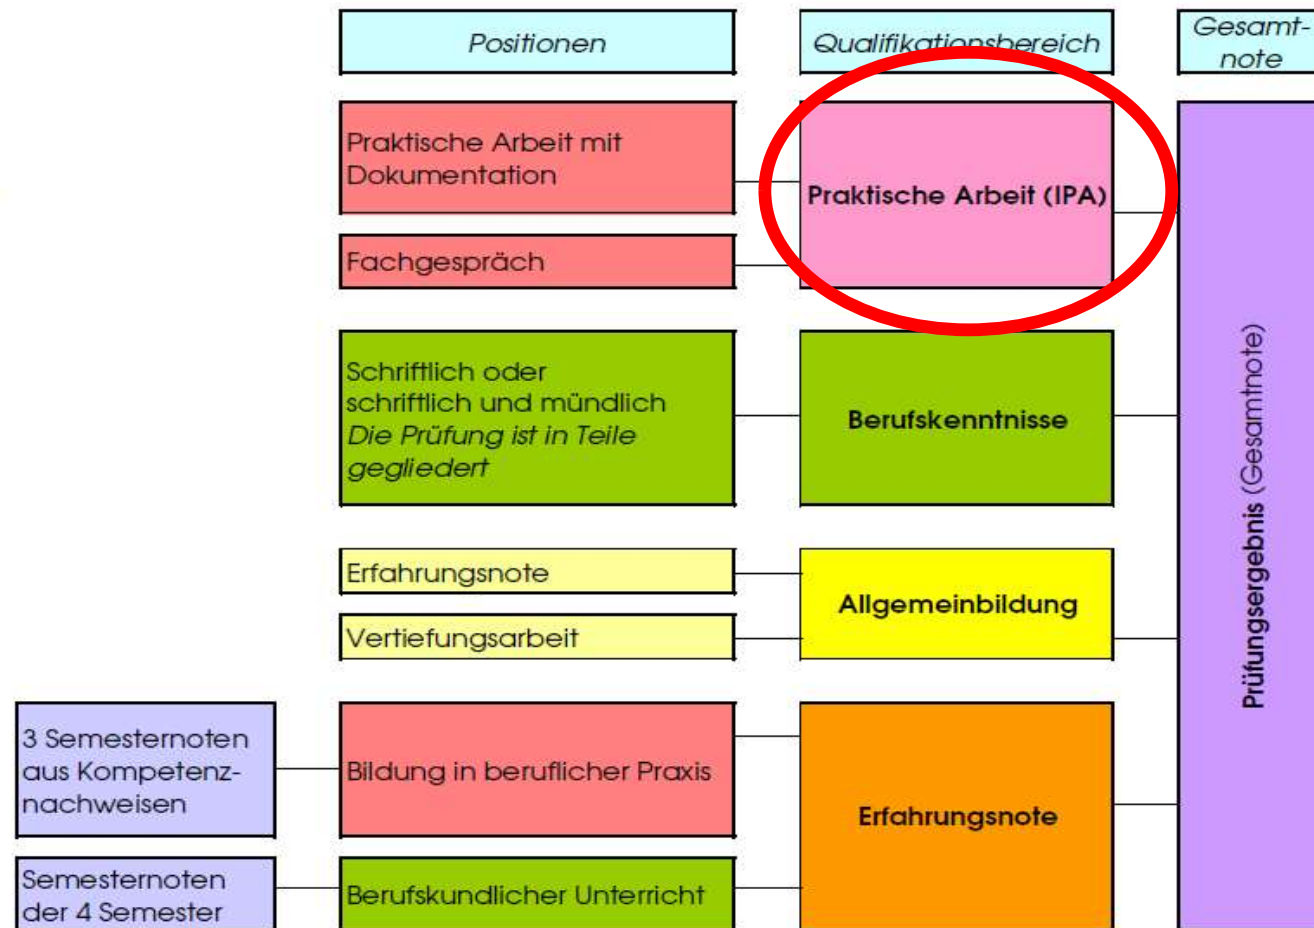 Positionen
Qualifikationsbereich
Gesamt-
note
Praktische Arbeit mit
Dokumentation
Fachgespräch
Praktische Arbeit (IPA)
Schriftlich oder
schriftlich und mündlich
Die Prüfung ist in Teile
gegliedert
Berufskenntnisse
Erfahrungsnote
Vertiefungsarbeit
Allgemeinbildung
3 Semesternoten
aus Kompetenz-
nachweisen
Bildung in beruflicher Praxis
Semesternoten
der 4 Semester
Berufskundlicher Unterricht
Erfahrungsnote
Prüfungsergebnis (Gesamtnote)